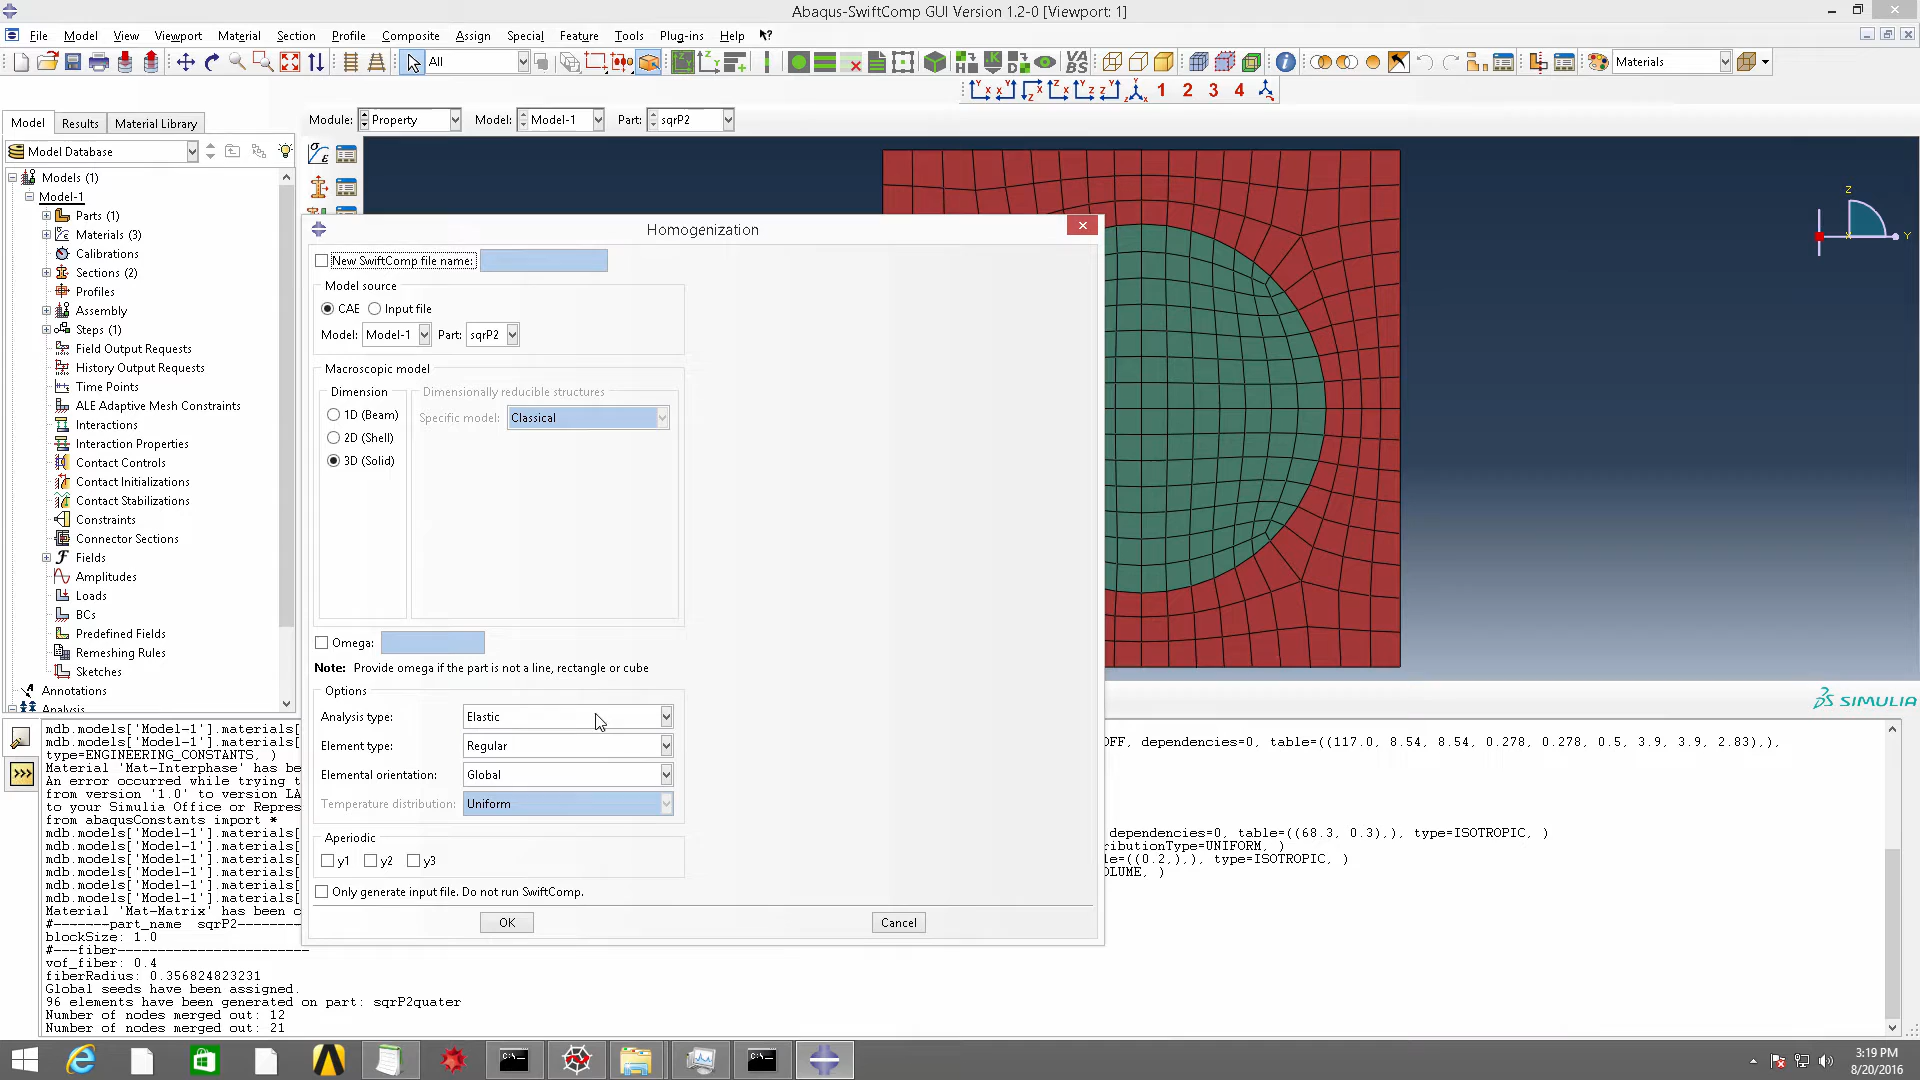 Abaqus-SwiftComp GUI Version 1.2-0 [Viewport: 1]
File Model View Viewport Material Section Profile Composite Assign Special Feature Tools Plug-ins Help
All
VAB
Materials
1 2 3 4
Model Results Material Library
Module: Property Model: Model-1 Part: sqrP2
Model Database
Models (1)
Model-1
Parts (1)
Materials (3)
Calibrations
Sections (2)
Profiles
Assembly
Steps (1)
Field Output Requests
History Output Requests
Time Points
ALE Adaptive Mesh Constraints
Interactions
Interaction Properties
Contact Controls
Contact Initializations
Contact Stabilizations
Constraints
Connector Sections
Fields
Amplitudes
Loads
BCs
Predefined Fields
Remeshing Rules
Sketches
Annotations
Analysis
Homogenization
New SwiftComp file name:
Model source
CAE Input file
Model: Model-1 Part: sqrP2
Macroscopic model
Dimension
1D (Beam)
2D (Shell)
3D (Solid)
Dimensionally reducible structures
Specific model: Classical
Omega:
Note: Provide omega if the part is not a line, rectangle or cube
Options
Analysis type: Elastic
Element type: Regular
Elemental orientation: Global
Temperature distribution: Uniform
Aperiodic
y1 y2 y3
Only generate input file. Do not run SwiftComp.
OK Cancel
Z
Y
X
SIMULIA
mdb.models['Model-1'].materials[
mdb.models['Model-1'].materials[ OFF, dependencies=0, table=((117.0, 8.54, 8.54, 0.278, 0.278, 0.5, 3.9, 3.9, 2.83),),
type=ENGINEERING_CONSTANTS, )
Material 'Mat-Interphase' has be
An error occurred while trying t
from version '1.0' to version LA
to your Simulia Office or Repres
from abaqusConstants import *
mdb.models['Model-1'].materials[ dependencies=0, table=((68.3, 0.3),), type=ISOTROPIC, )
mdb.models['Model-1'].materials[ ributionType=UNIFORM, )
mdb.models['Model-1'].materials[ le=((0.2,),), type=ISOTROPIC, )
mdb.models['Model-1'].materials[ OLUME, )
mdb.models['Model-1'].materials[
mdb.models['Model-1'].materials[
Material 'Mat-Matrix' has been c
#-------part_name sqrP2---------
blockSize: 1.0
#---fiber-----------------------
vof_fiber: 0.4
fiberRadius: 0.356824823231
Global seeds have been assigned.
96 elements have been generated on part: sqrP2quater
Number of nodes merged out: 12
Number of nodes merged out: 21
3:19 PM
8/20/2016